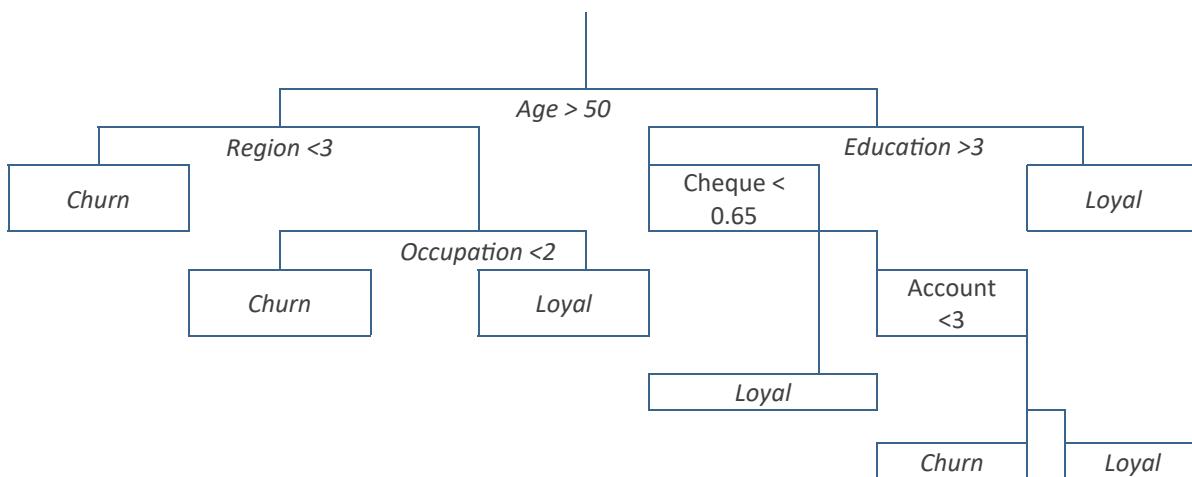 Age > 50
Region <3
Education >3
Churn
Cheque <
0.65
Loyal
Occupation <2
Churn
Loyal
Account
<3
Loyal
Churn
Loyal